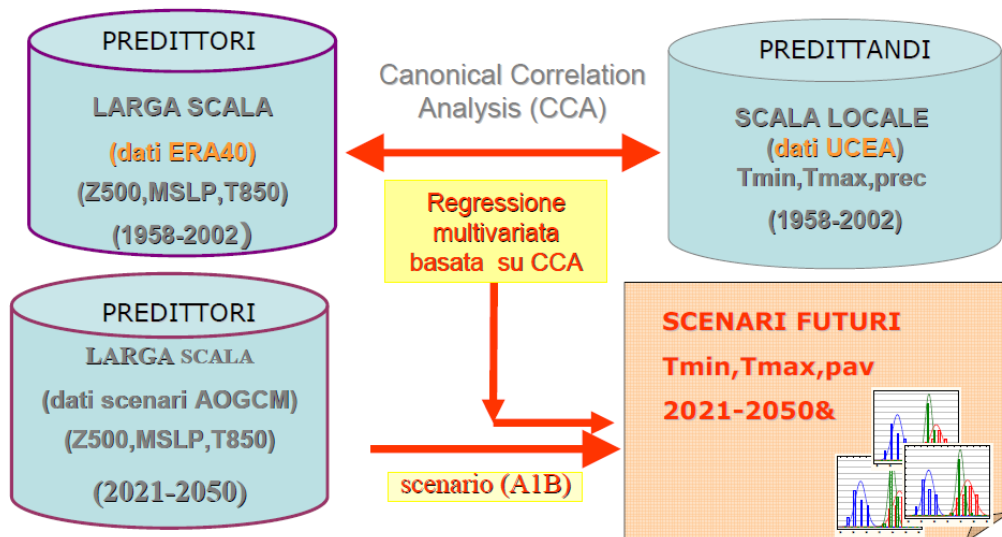 PREDITTORI
LARGA SCALA
(dati ERA40)
(Z500,MSLP,T850)
(1958-2002)
Canonical Correlation
Analysis (CCA)
PREDITTANDI
SCALA LOCALE
(dati UCEA)
Tmin,Tmax,prec
(1958-2002)
Regressione
multivariata
basata su CCA
PREDITTORI
LARGA SCALA
(dati scenari AOGCM)
(Z500,MSLP,T850)
(2021-2050)
scenario (A1B)
SCENARI FUTURI
Tmin,Tmax,pav
2021-2050&